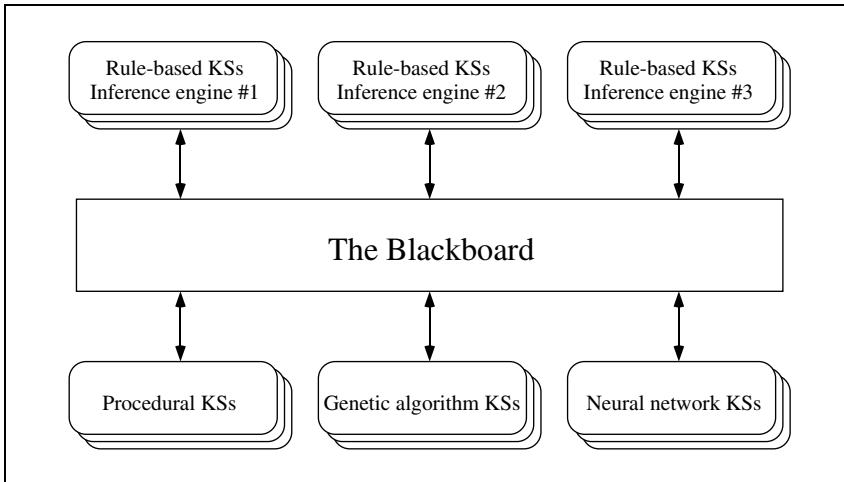 Rule-based KSs
Inference engine #1
Rule-based KSs
Inference engine #2
Rule-based KSs
Inference engine #3
The Blackboard
Procedural KSs
Genetic algorithm KSs
Neural network KSs